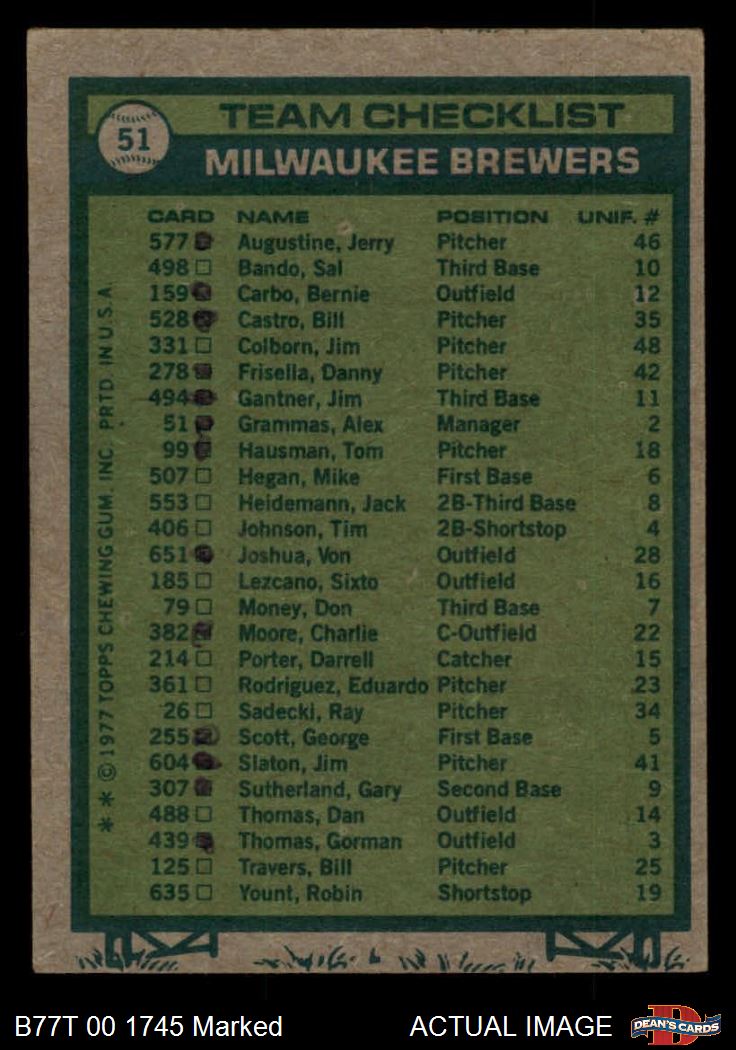 51
TEAM CHECKLIST
MILWAUKEE BREWERS
CARD NAME POSITION UNIF. #
577 Augustine, Jerry Pitcher 46
498 Bando, Sal Third Base 10
159 Carbo, Bernie Outfield 12
528 Castro, Bill Pitcher 35
331 Colborn, Jim Pitcher 48
278 Frisella, Danny Pitcher 42
494 Gantner, Jim Third Base 11
51 Grammas, Alex Manager 2
99 Hausman, Tom Pitcher 18
507 Hegan, Mike First Base 6
553 Heidemann, Jack 2B-Third Base 8
406 Johnson, Tim 2B-Shortstop 4
651 Joshua, Von Outfield 28
185 Lezcano, Sixto Outfield 16
79 Money, Don Third Base 7
382 Moore, Charlie C-Outfield 22
214 Porter, Darrell Catcher 15
361 Rodriguez, Eduardo Pitcher 23
26 Sadecki, Ray Pitcher 34
255 Scott, George First Base 5
604 Slaton, Jim Pitcher 41
307 Sutherland, Gary Second Base 9
488 Thomas, Dan Outfield 14
439 Thomas, Gorman Outfield 3
125 Travers, Bill Pitcher 25
635 Yount, Robin Shortstop 19
* * © 1977 TOPPS CHEWING GUM, INC. PRTD. IN U.S.A.
B77T 00 1745 Marked ACTUAL IMAGE
D
DEAN'S CARDS